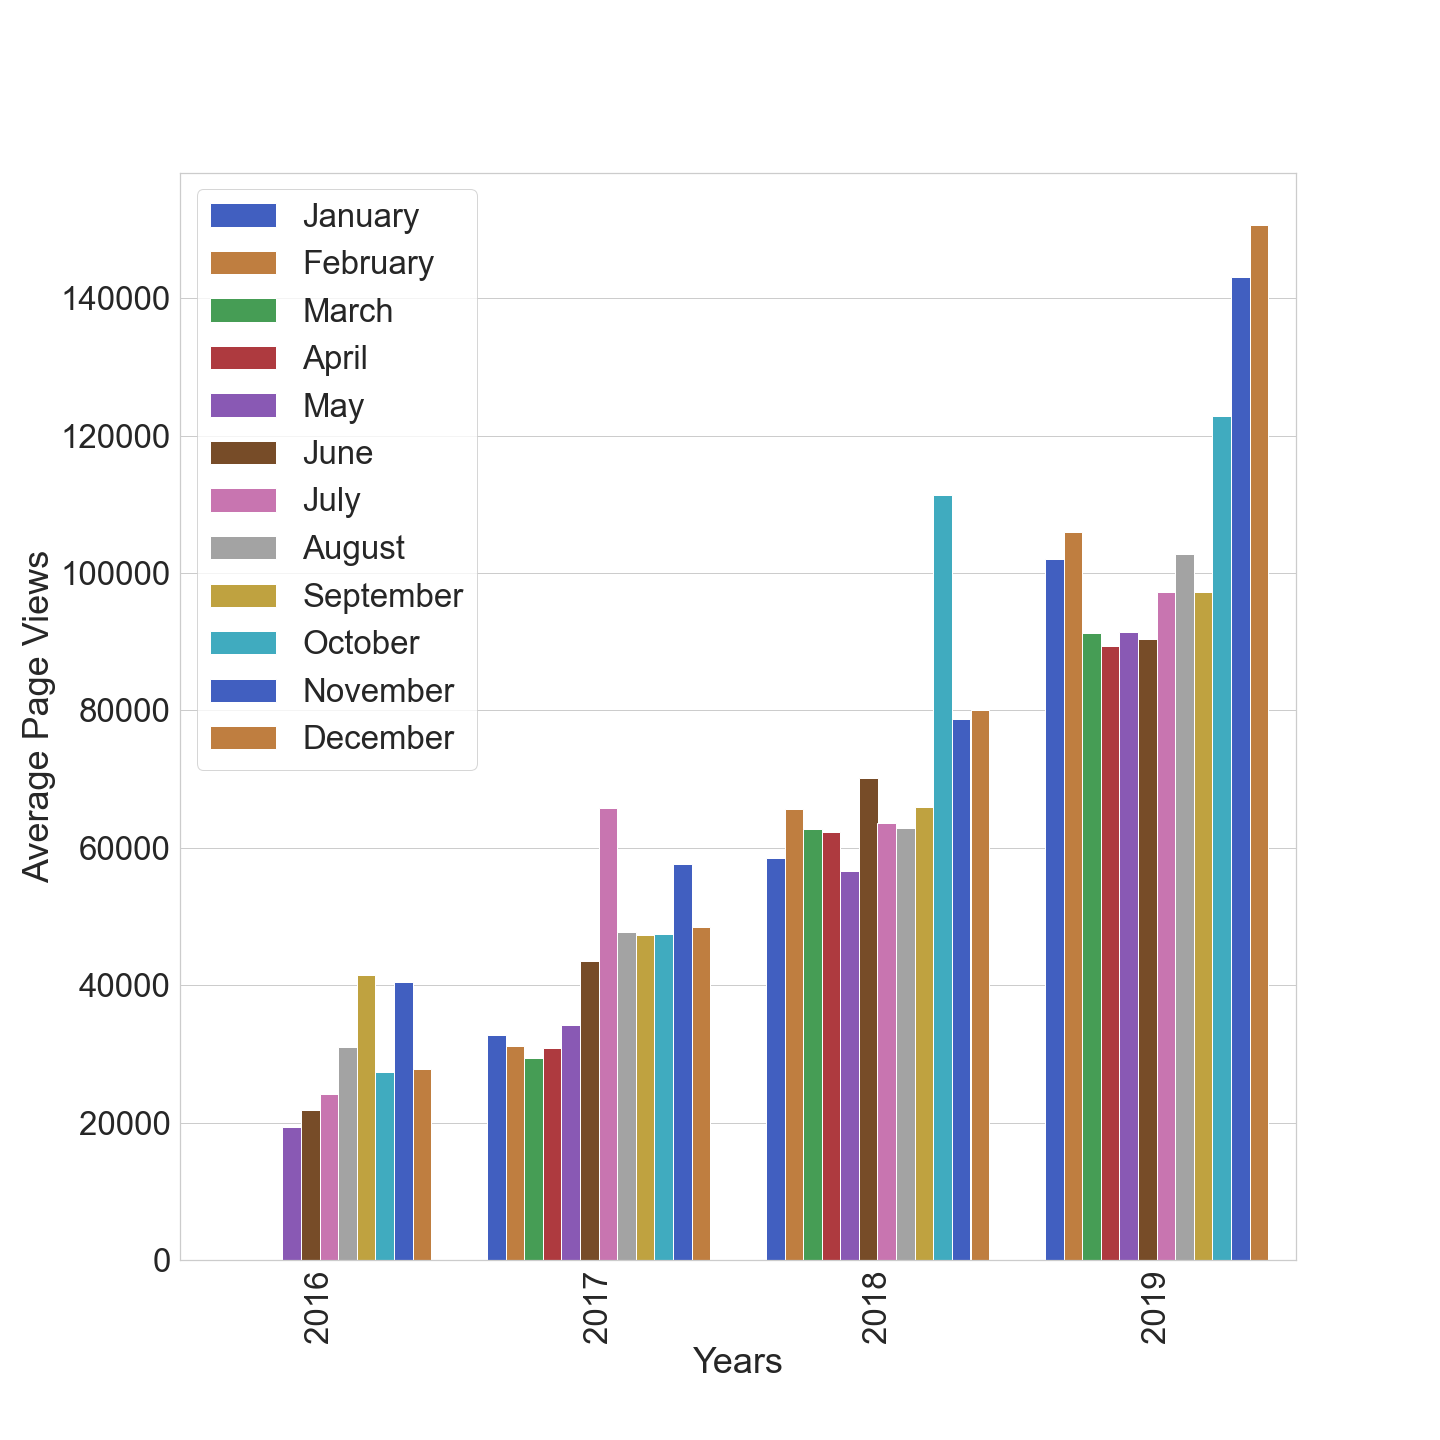 January
February
March
April
May
June
July
August
September
October
November
December
140000
120000
100000
80000
60000
40000
20000
0
Average Page Views
2016
2017
2018
2019
Years